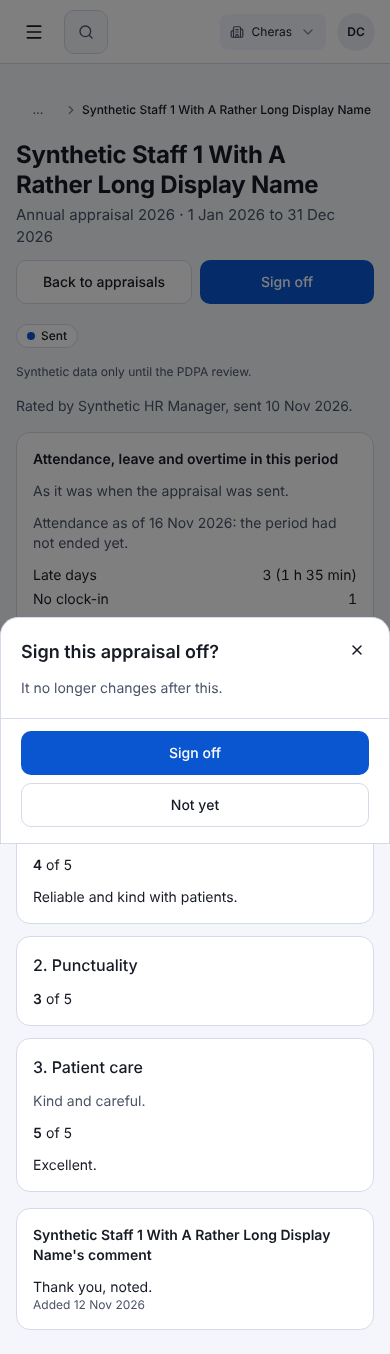 Cheras
DC
...
Synthetic Staff 1 With A Rather Long Display Name
Synthetic Staff 1 With A
Rather Long Display Name
Annual appraisal 2026 · 1 Jan 2026 to 31 Dec
2026
Back to appraisals
Sign off
Sent
Synthetic data only until the PDPA review.
Rated by Synthetic HR Manager, sent 10 Nov 2026.
Attendance, leave and overtime in this period
As it was when the appraisal was sent.
Attendance as of 16 Nov 2026: the period had
not ended yet.
Late days 3 (1 h 35 min)
No clock-in 1
Sign this appraisal off?
It no longer changes after this.
Sign off
Not yet
4 of 5
Reliable and kind with patients.
2. Punctuality
3 of 5
3. Patient care
Kind and careful.
5 of 5
Excellent.
Synthetic Staff 1 With A Rather Long Display
Name's comment
Thank you, noted.
Added 12 Nov 2026